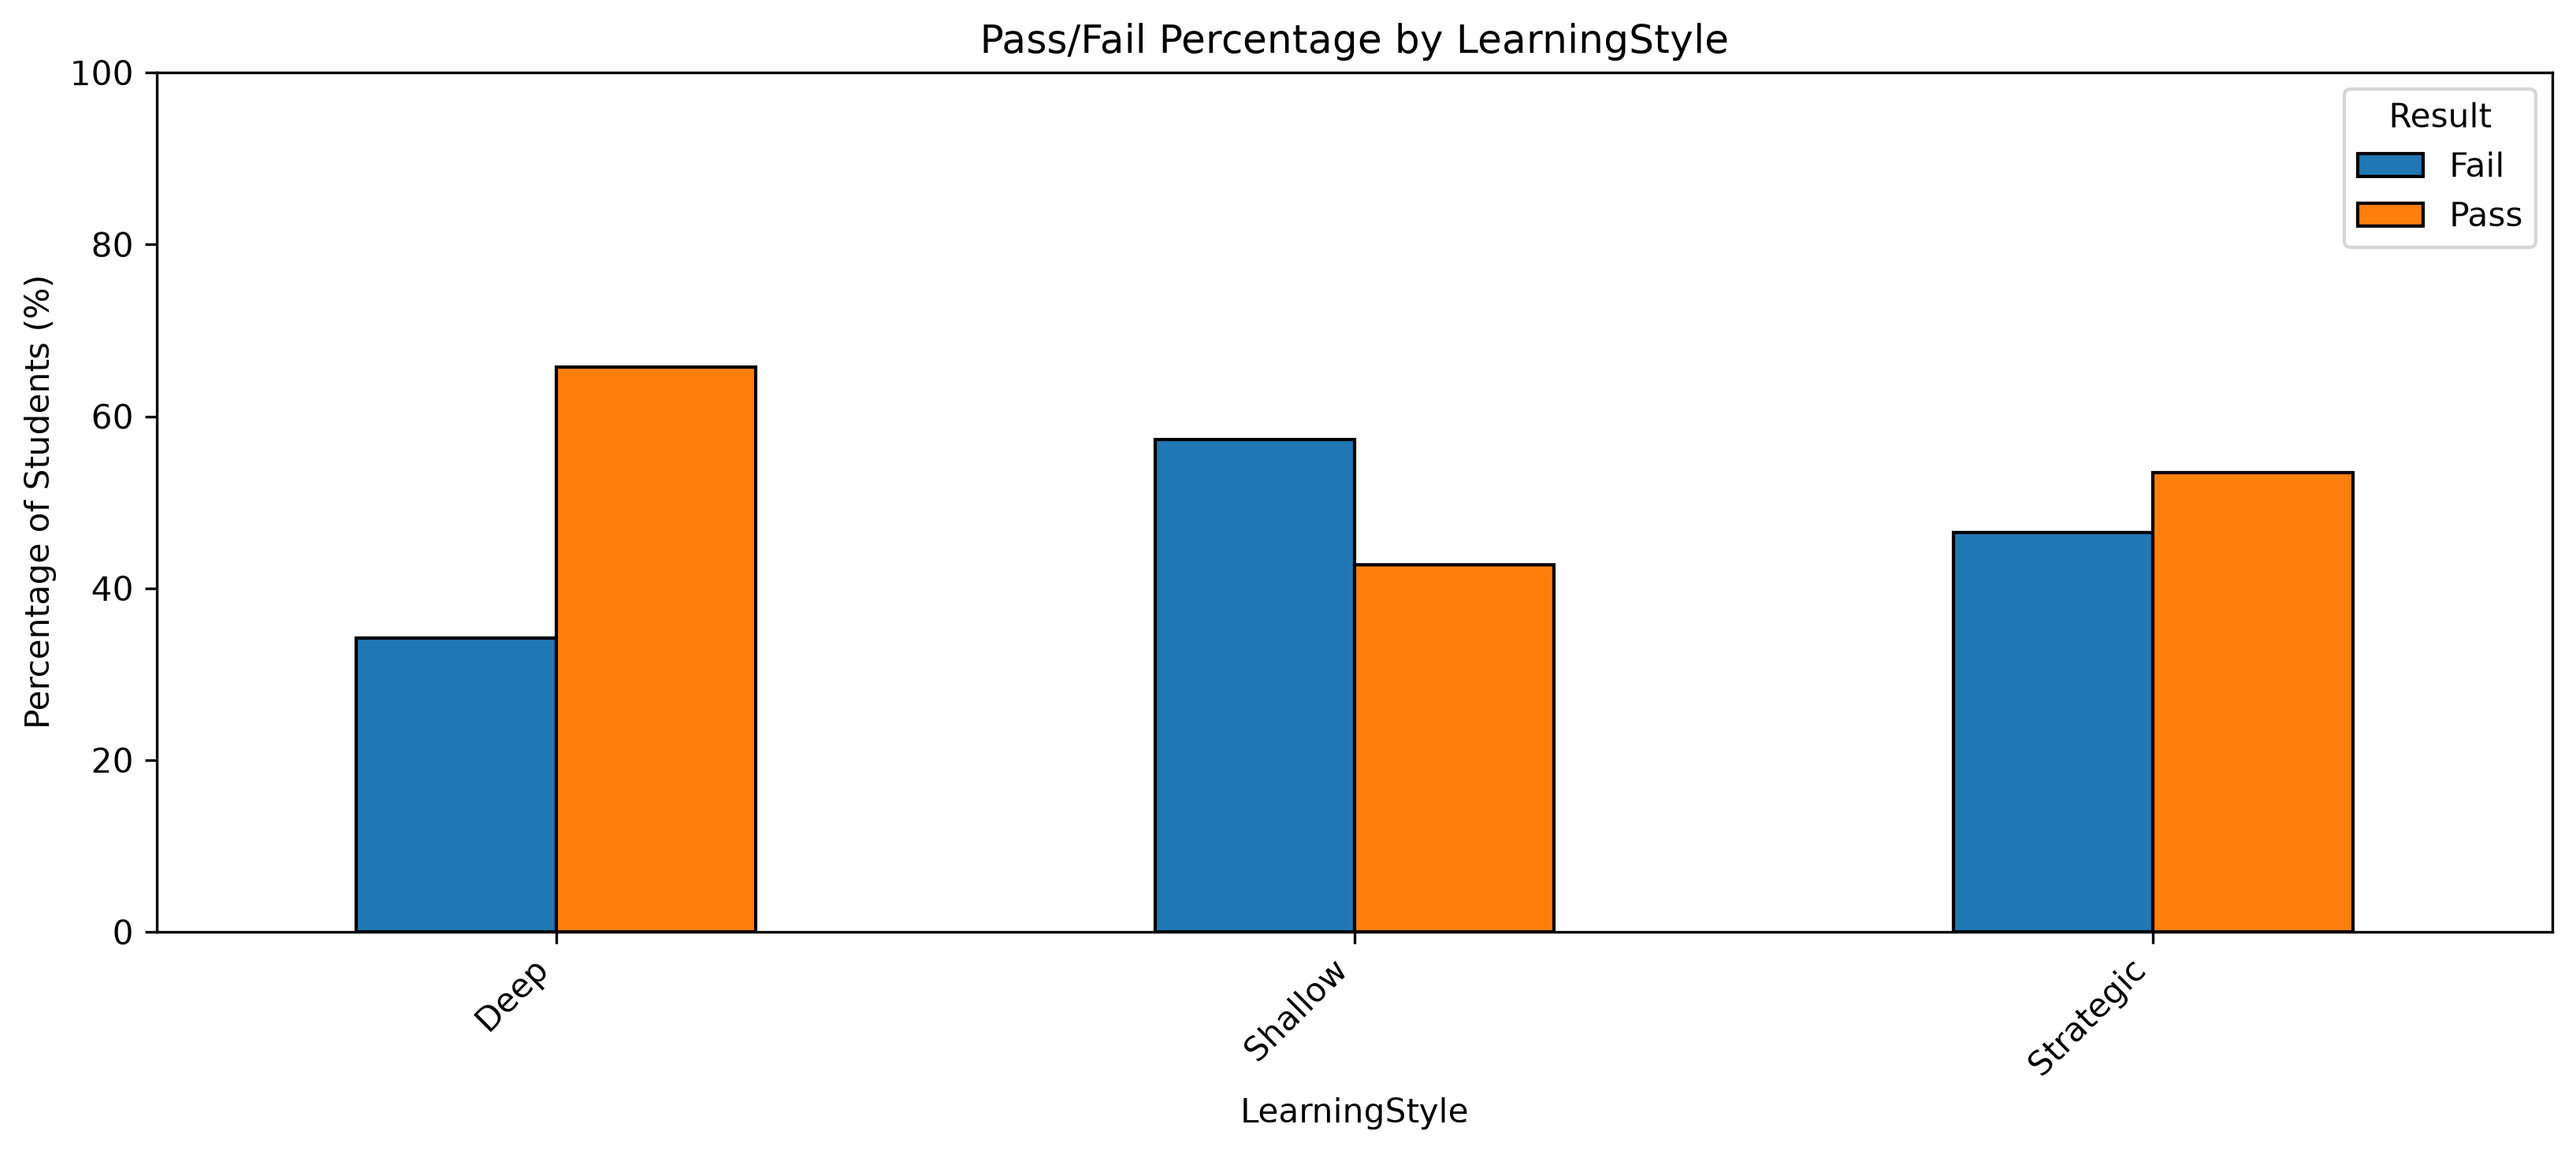 Pass/Fail Percentage by LearningStyle
100
80
60
40
20
0
Percentage of Students (%)
Result
Fail
Pass
Deep
Shallow
Strategic
LearningStyle